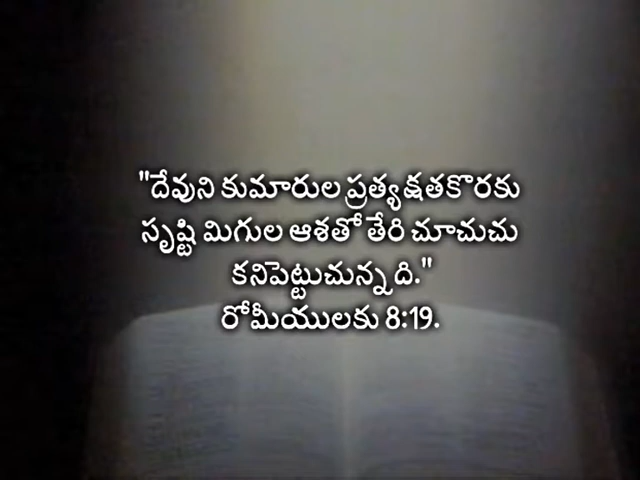 "దేవుని కుమారుల ప్రత్యక్షతకొరకు
సృష్టి మిగుల ఆశతో తేరి చూచుచు
కనిపెట్టుచున్నది."
రోమీయులకు 8:19.